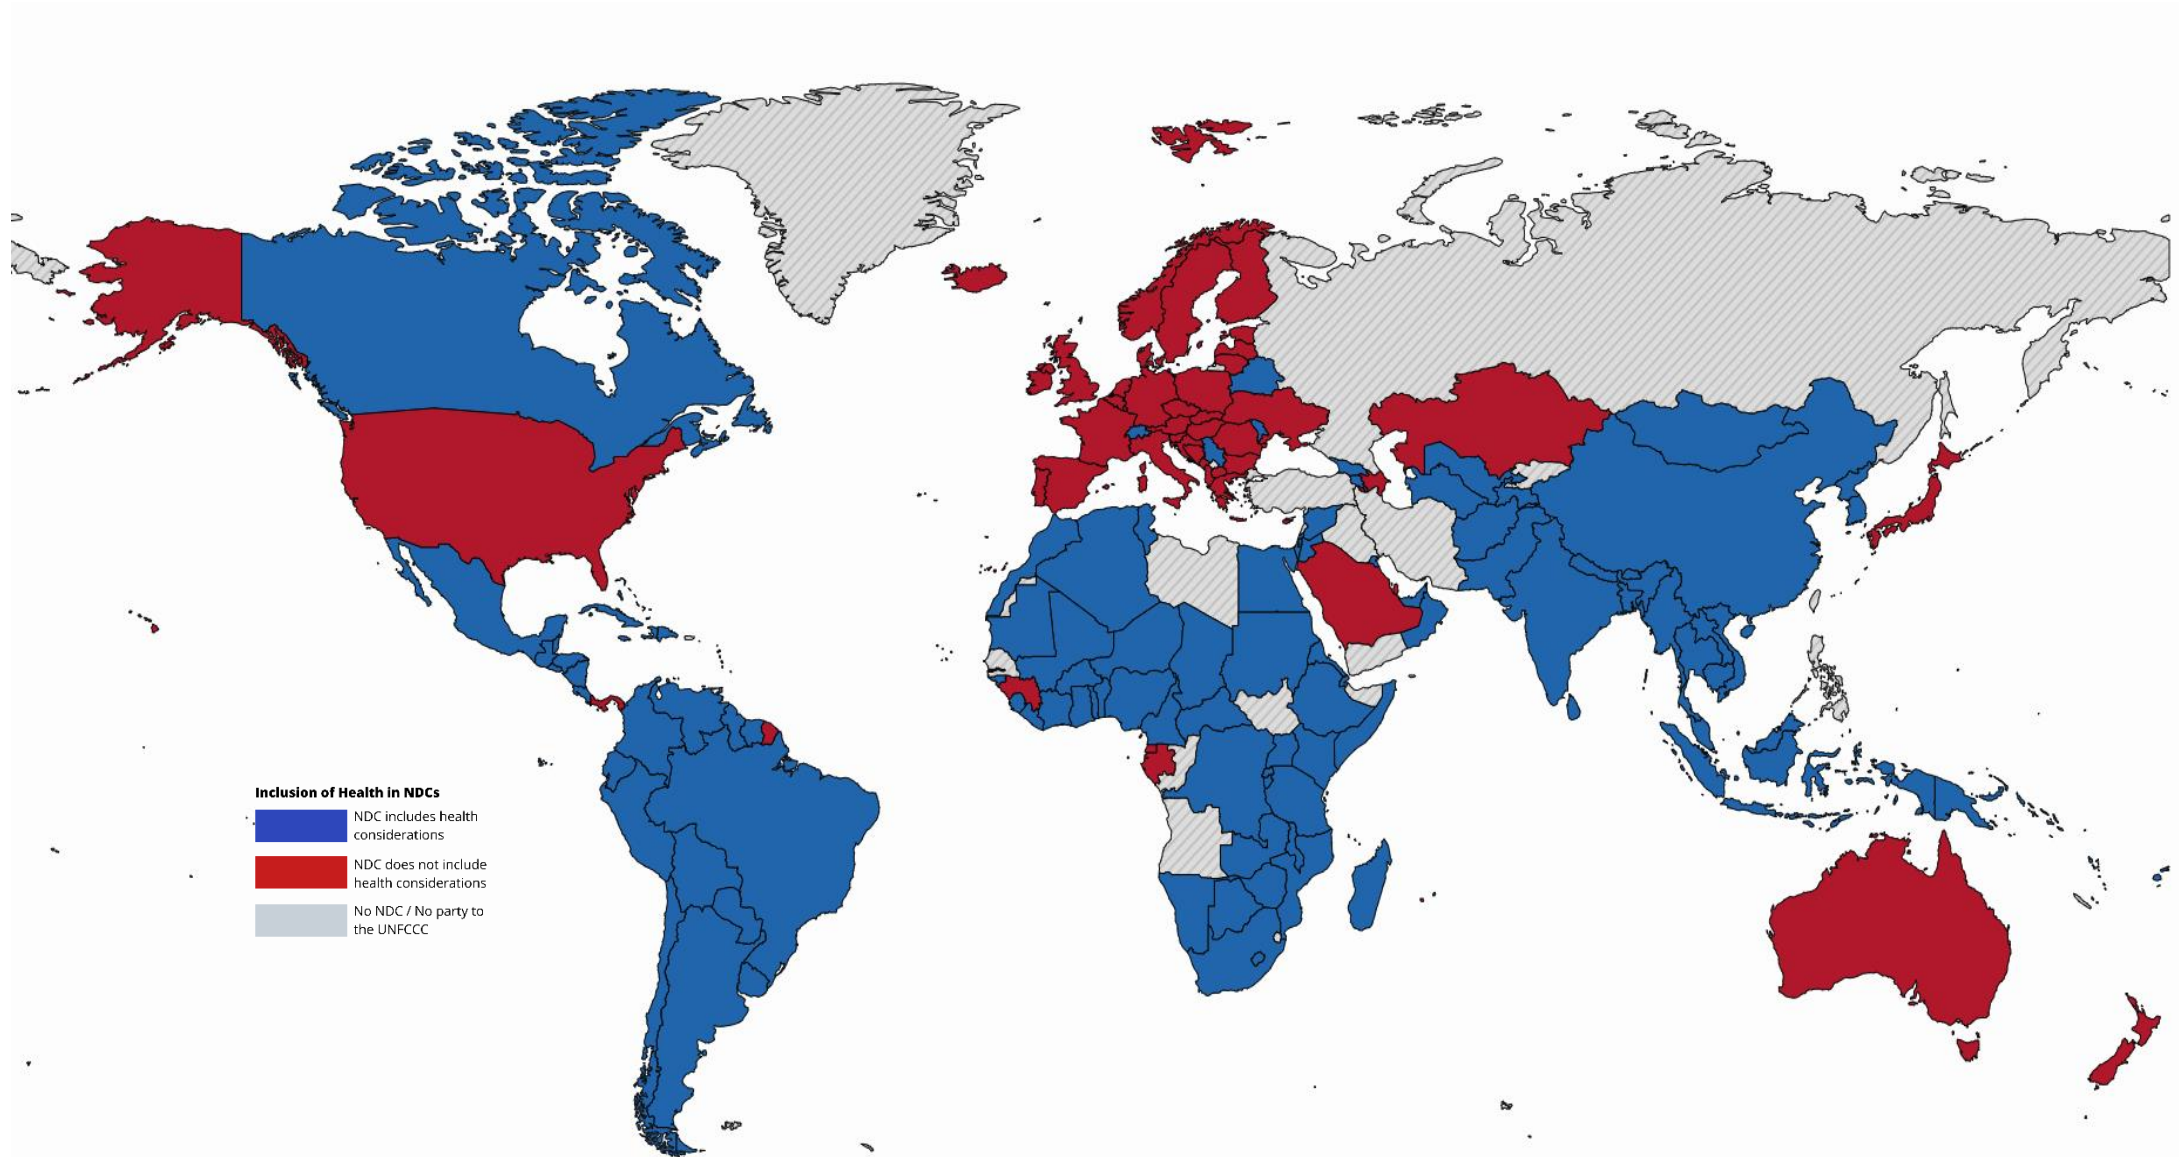 Inclusion of Health in NDCs
NDC includes health
considerations
NDC does not include
health considerations
No NDC / No party to
the UNFCCC